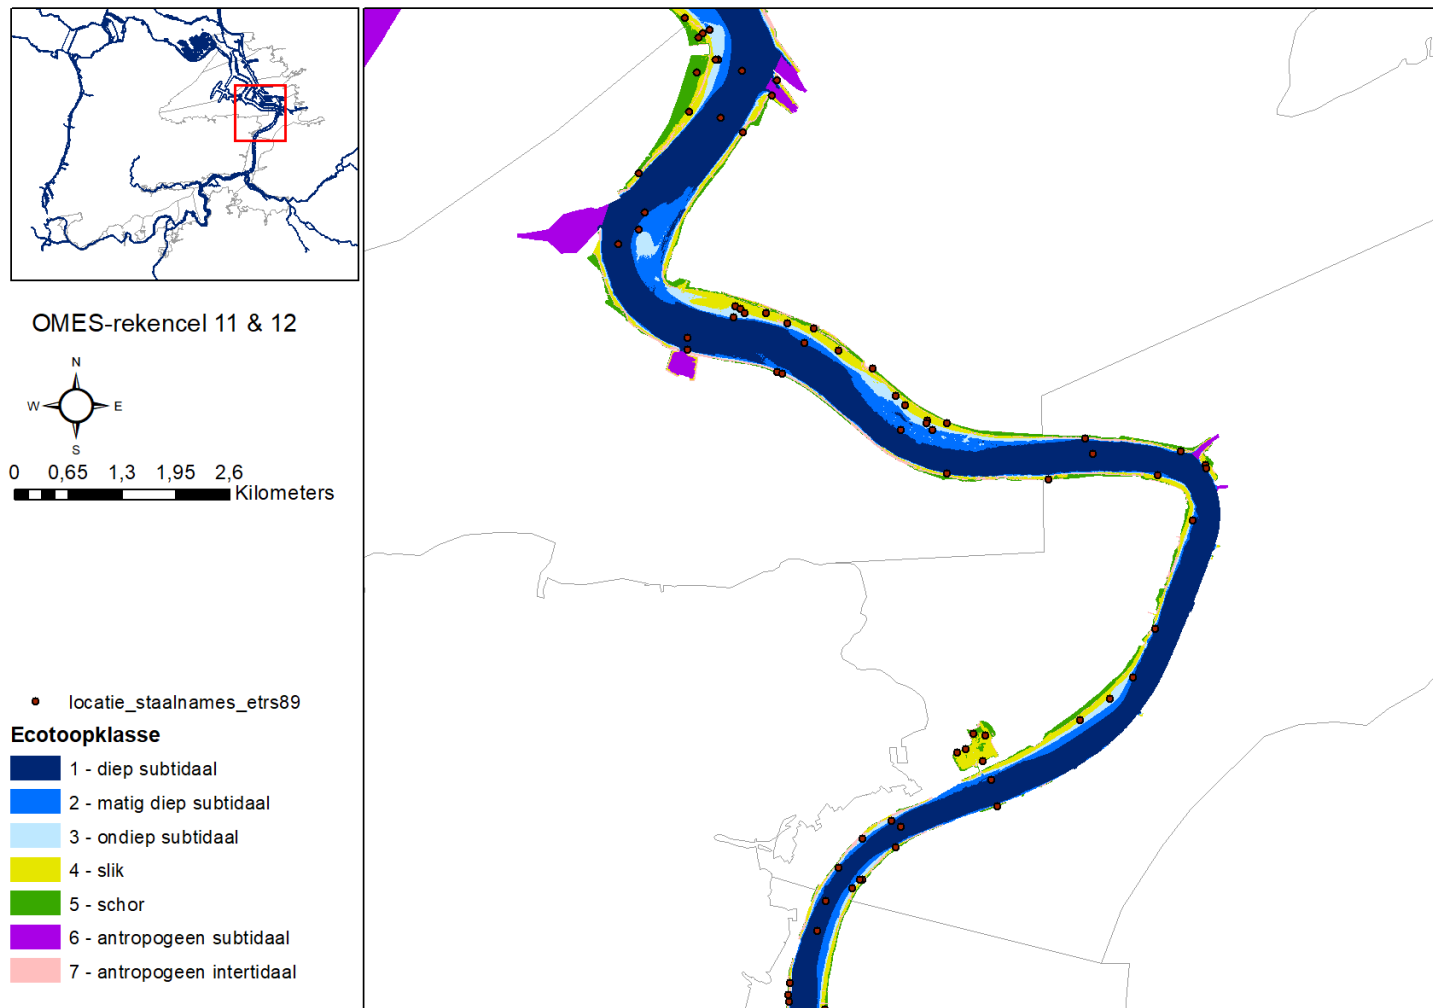 OMES-rekencel 11 & 12
N
W E
S
0 0,65 1,3 1,95 2,6
Kilometers
locatie_staalnames_etrs89
Ecotoopklasse
1 - diep subtidaal
2 - matig diep subtidaal
3 - ondiep subtidaal
4 - slik
5 - schor
6 - antropogeen subtidaal
7 - antropogeen intertidaal